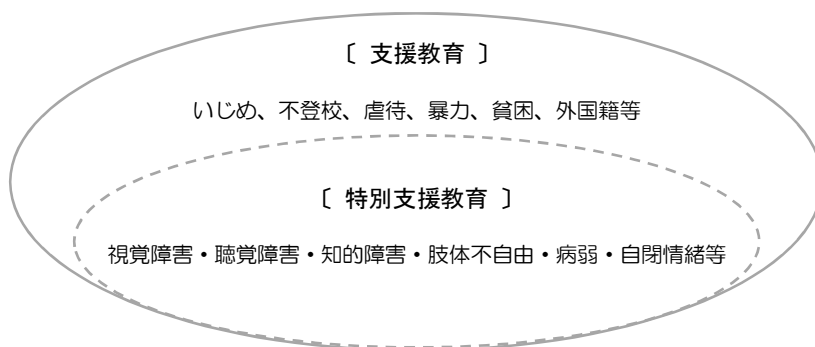 〔 支援教育 〕
いじめ、不登校、虐待、暴力、貧困、外国籍等
〔 特別支援教育 〕
視覚障害・聴覚障害・知的障害・肢体不自由・病弱・自閉情緒等